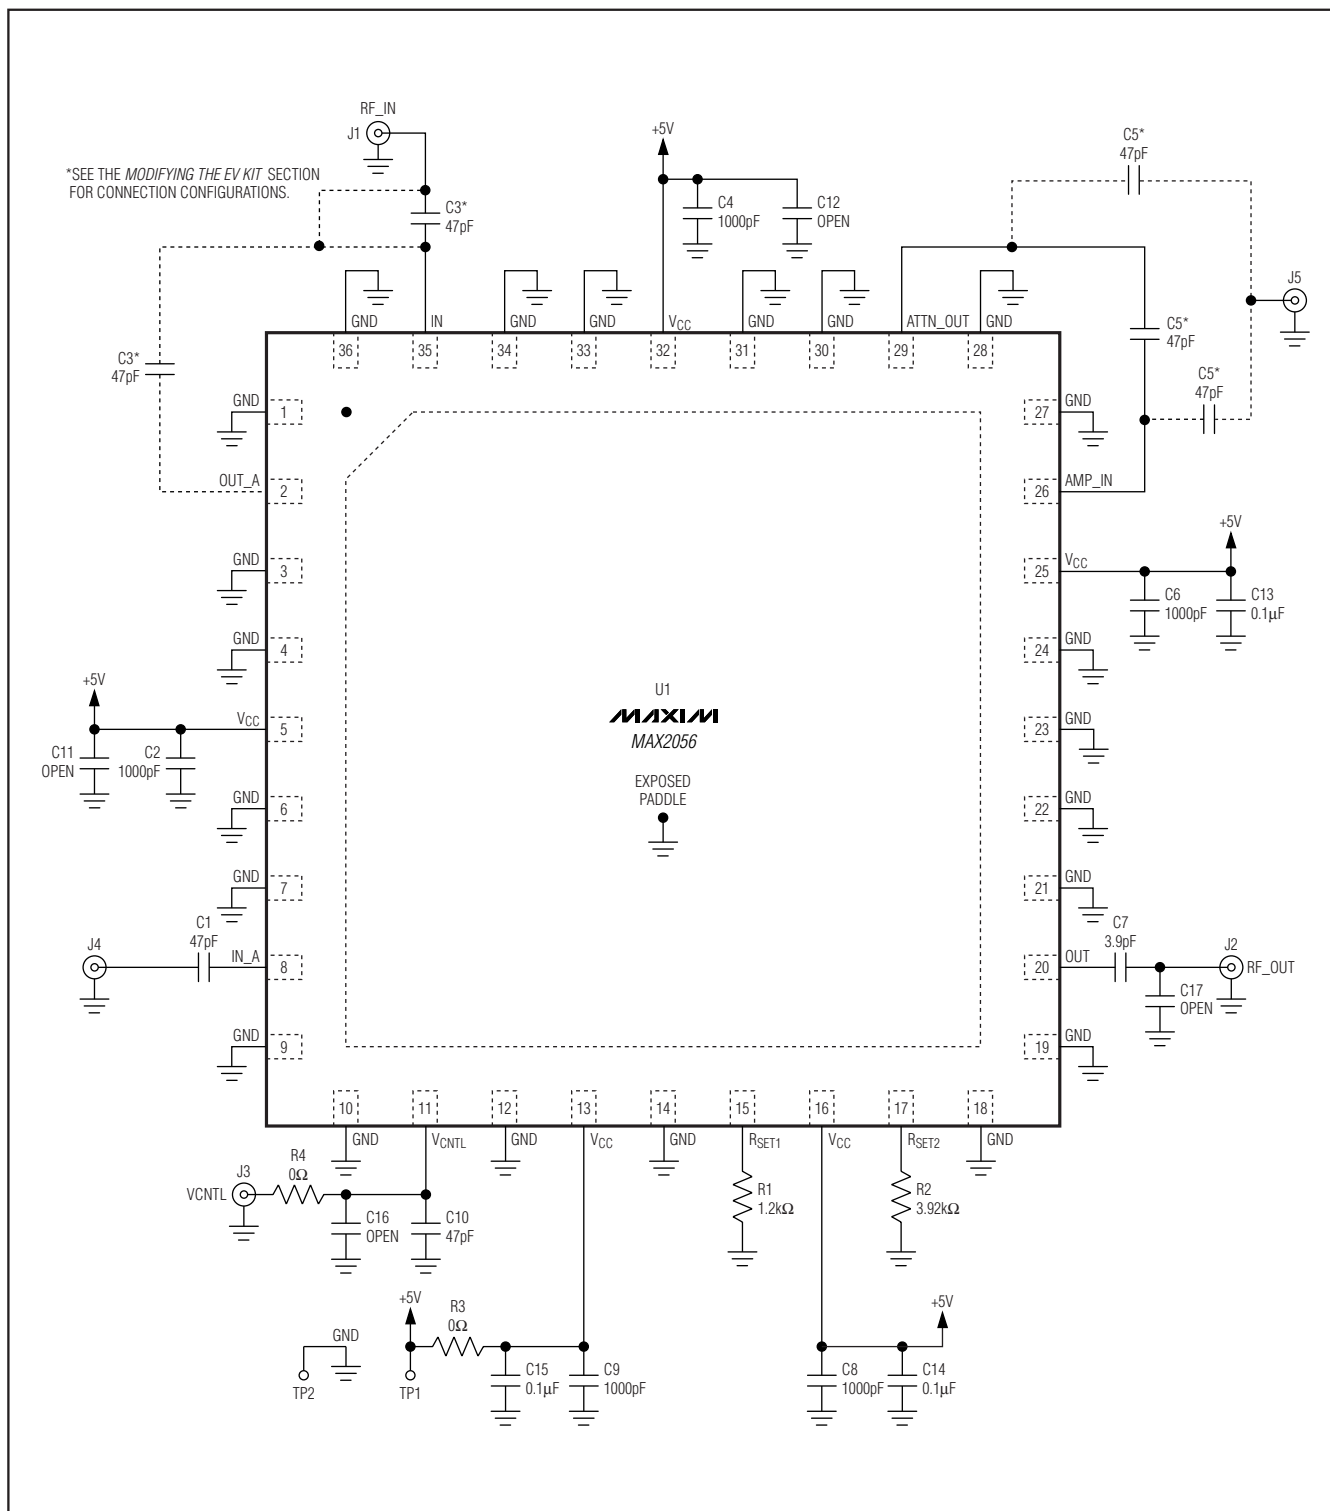 RF_IN
J1
*SEE THE MODIFYING THE EV KIT SECTION
FOR CONNECTION CONFIGURATIONS.
C3*
47pF
+5V
C4
1000pF
C12
OPEN
C5*
47pF
J5
C5*
47pF
C5*
47pF
C3*
47pF
GND
IN
GND
GND
VCC
GND
GND
ATTN_OUT
GND
36
35
34
33
32
31
30
29
28
GND
1
OUT_A
2
GND
3
GND
4
+5V
VCC
5
C11
OPEN
C2
1000pF
GND
6
GND
7
J4
C1
47pF
IN_A
8
GND
9
U1
MAXIM
MAX2056
EXPOSED
PADDLE
27
GND
26
AMP_IN
25
VCC
+5V
C6
1000pF
C13
0.1µF
24
GND
23
GND
22
GND
21
GND
20
OUT
C7
3.9pF
J2
RF_OUT
C17
OPEN
19
GND
10
11
12
13
14
15
16
17
18
GND
VCNTL
GND
VCC
GND
RSET1
VCC
RSET2
GND
J3
VCNTL
R4
0Ω
C16
OPEN
C10
47pF
R1
1.2kΩ
R2
3.92kΩ
GND
TP2
+5V
TP1
R3
0Ω
C15
0.1µF
C9
1000pF
+5V
C8
1000pF
C14
0.1µF